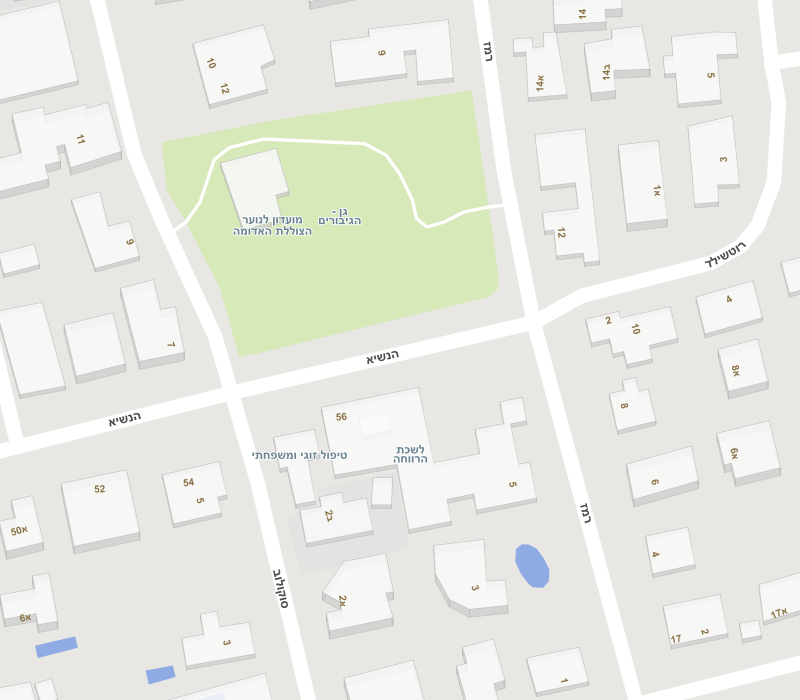 14
רמז
9
10
12
14א
14ב
5
11
3
1א
גן -
הגיבורים
מועדון לנוער
הצוללת האדומה
12
9
רוטשילד
4
2
10
7
הנשיא
8א
הנשיא
8
56
טיפול זוגי ומשפחתי
לשכת
הרווחה
6א
54
52
5
5
6
2ב
רמז
50א
4
סוקולוב
3
2א
6א
17א
2
17
3
1